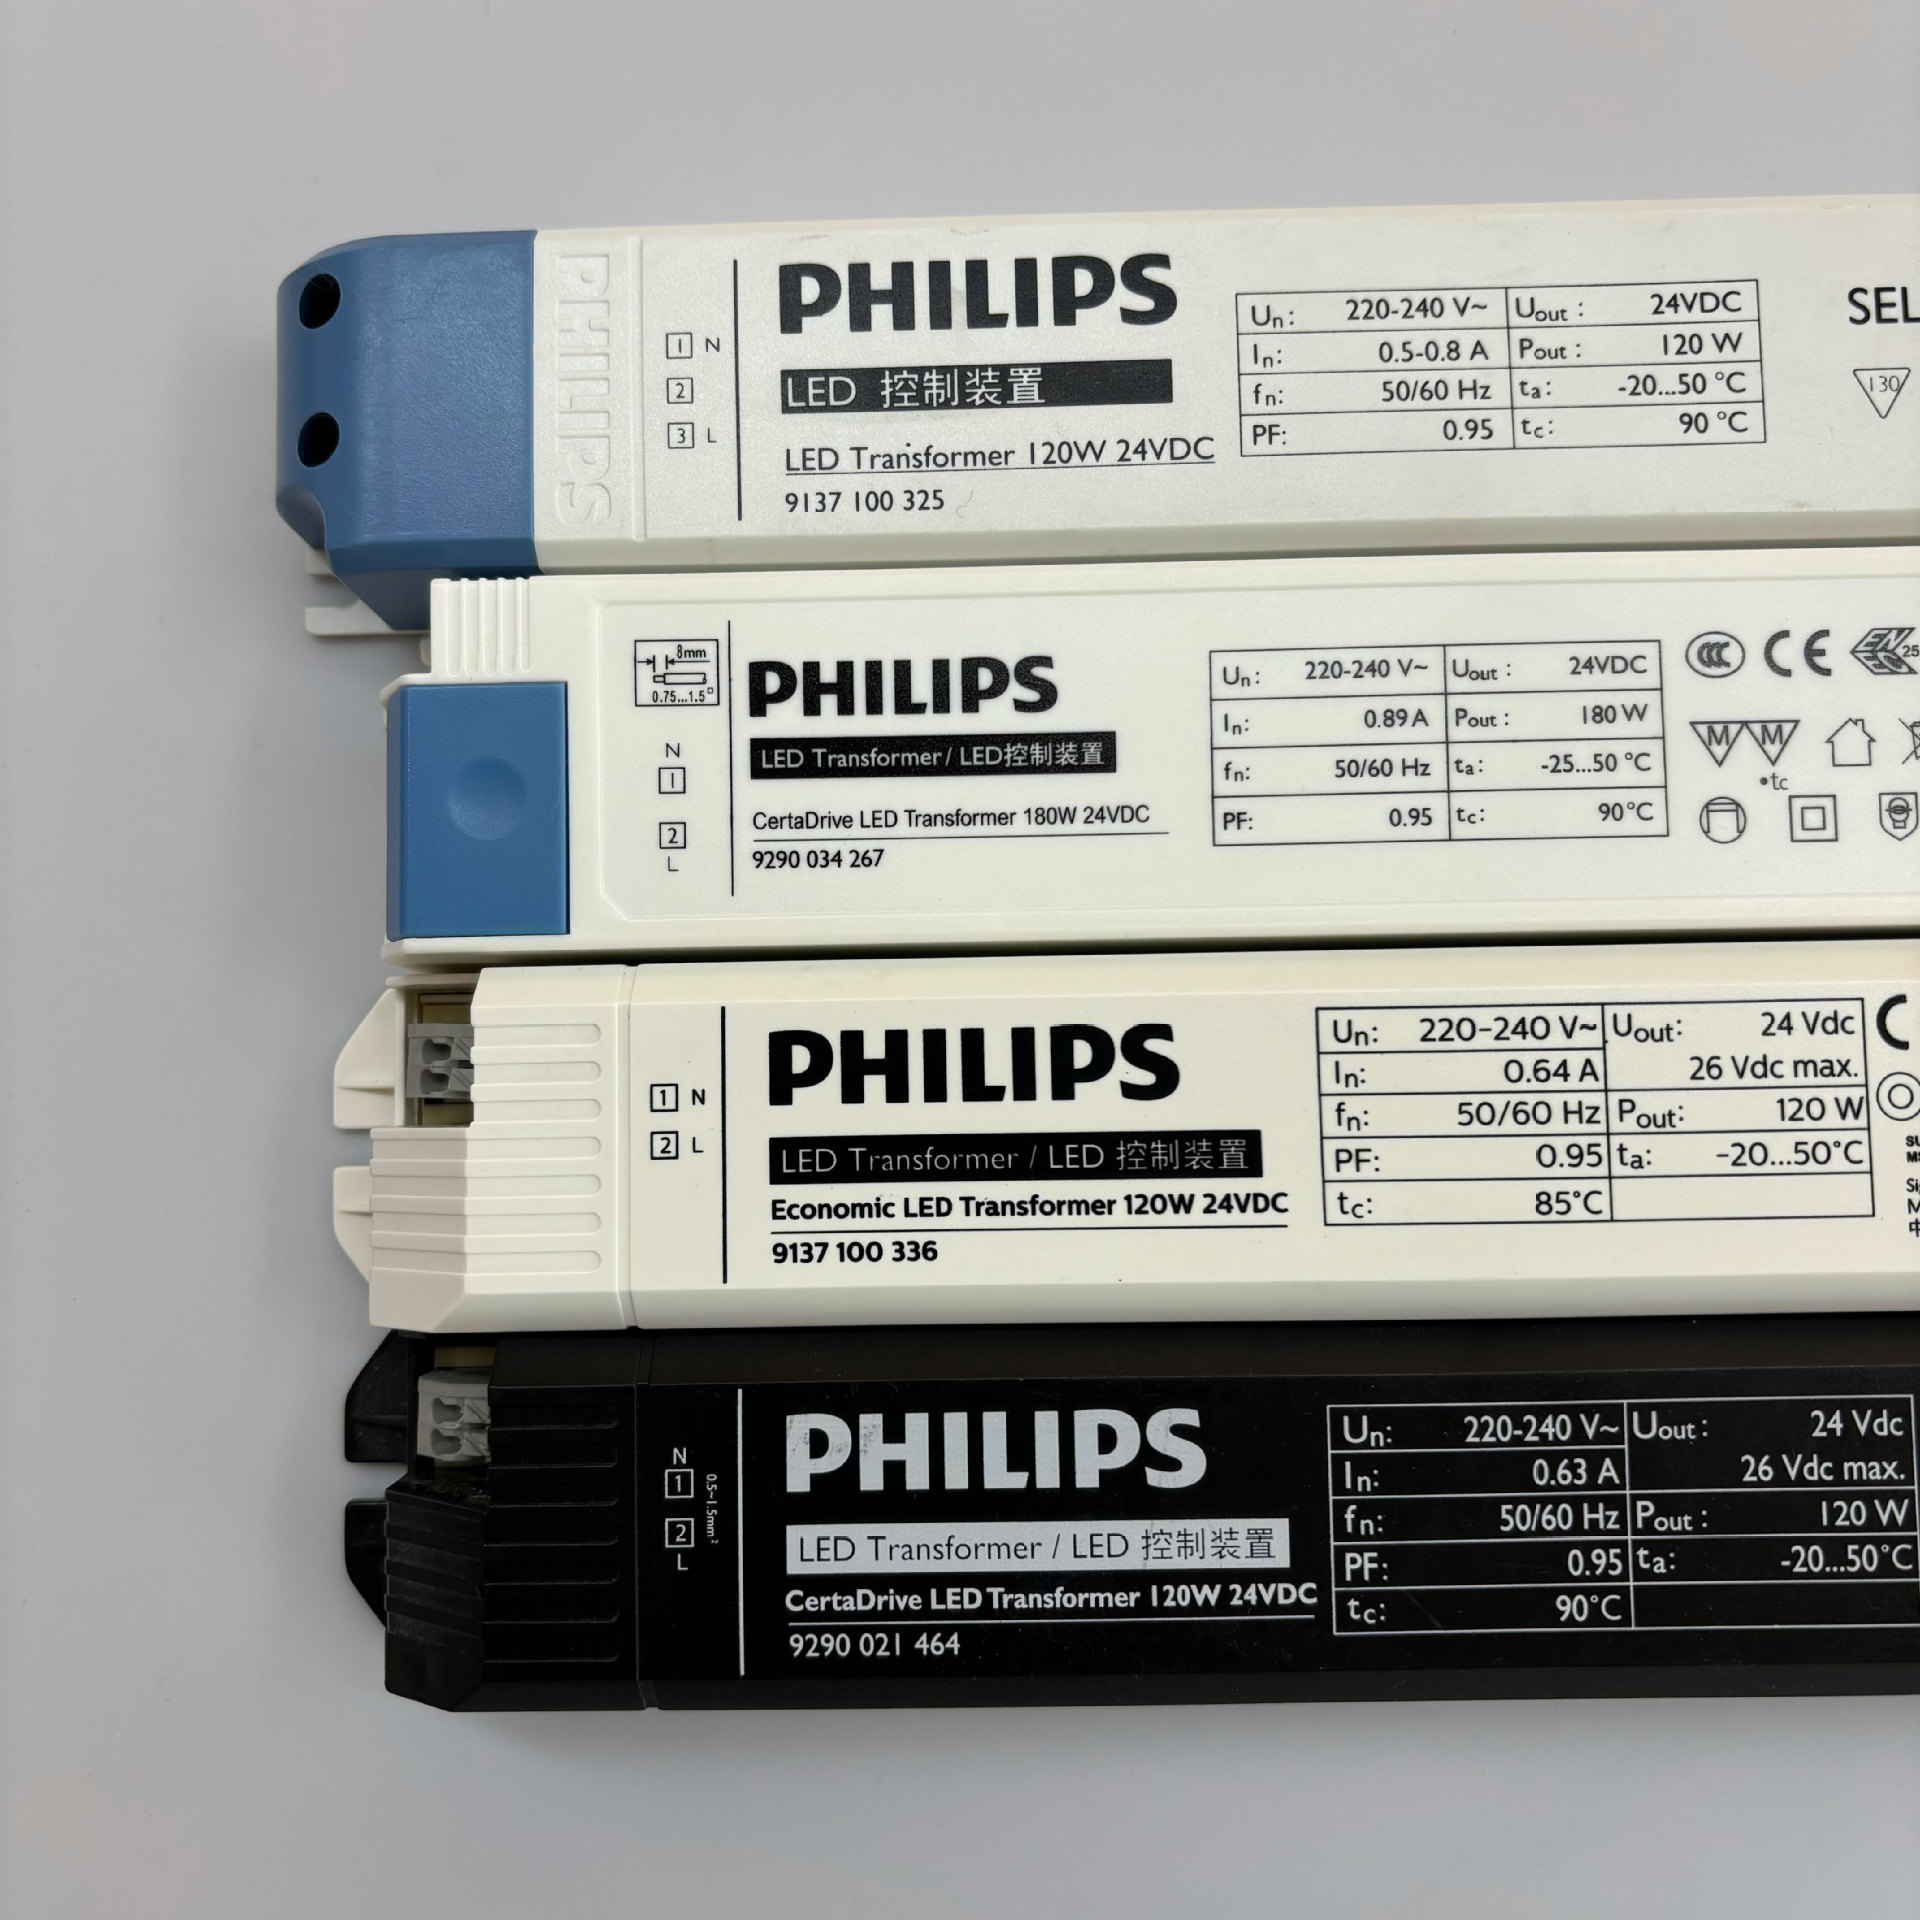 PHILIPS
1 N
2
3 L
PHILIPS
LED 控制装置
LED Transformer 120W 24VDC
9137 100 325
Un: 220-240 V~ Uout : 24VDC
In: 0.5-0.8 A Pout : 120 W
fn: 50/60 Hz ta: -20...50 °C
PF: 0.95 tc: 90 °C
SEL
130
8mm
0.75...1.5
N
1
2
L
PHILIPS
LED Transformer/ LED控制装置
CertaDrive LED Transformer 180W 24VDC
9290 034 267
Un: 220-240 V~ Uout : 24VDC
In: 0.89 A Pout : 180 W
fn: 50/60 Hz ta: -25...50 °C
PF: 0.95 tc: 90°C
CCC CE ENEC 25
M M
•tc
1 N
2 L
PHILIPS
LED Transformer / LED 控制装置
Economic LED Transformer 120W 24VDC
9137 100 336
Un: 220-240 V~ Uout: 24 Vdc
26 Vdc max.
In: 0.64 A
fn: 50/60 Hz Pout: 120 W
PF: 0.95 ta: -20...50°C
tc: 85°C
N
1
2
L
0.5~1.5mm²
PHILIPS
LED Transformer / LED 控制装置
CertaDrive LED Transformer 120W 24VDC
9290 021 464
Un: 220-240 V~ Uout : 24 Vdc
26 Vdc max.
In: 0.63 A
fn: 50/60 Hz Pout : 120 W
PF: 0.95 ta: -20...50°C
tc: 90°C